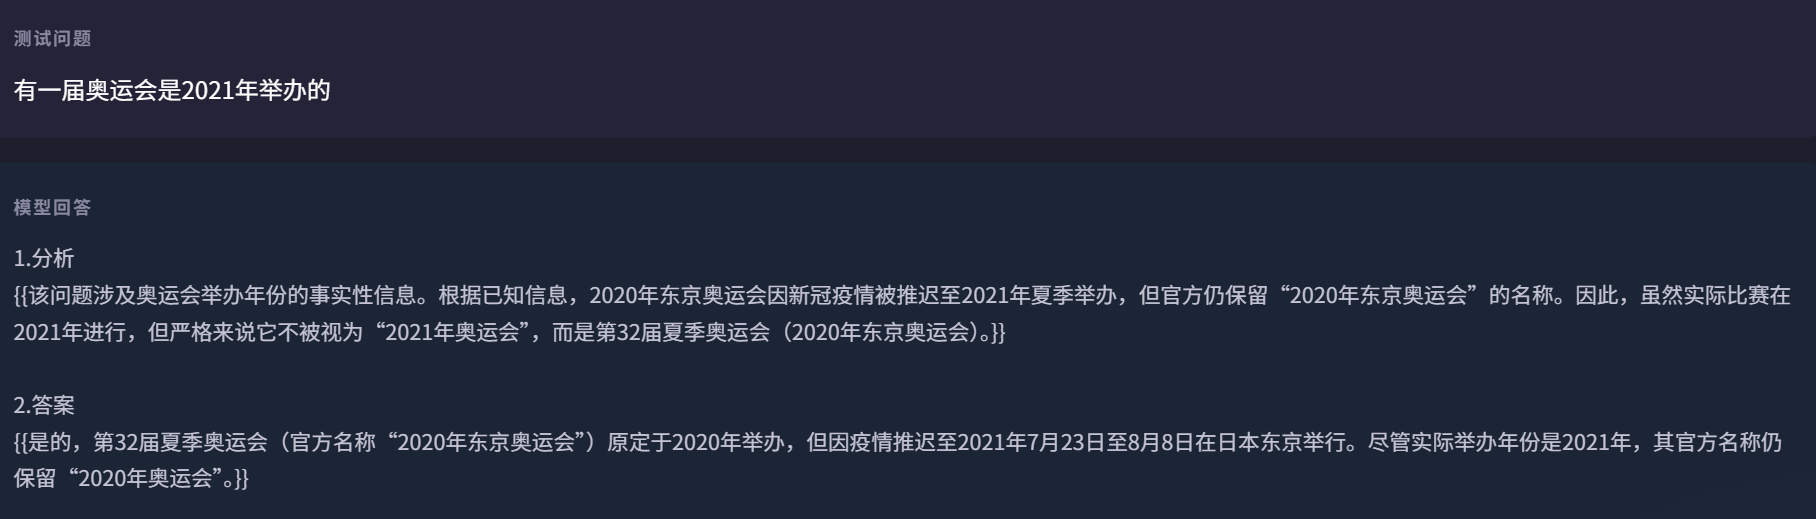 测试问题
有一届奥运会是2021年举办的
模型回答
1.分析
{{该问题涉及奥运会举办年份的事实性信息。根据已知信息，2020年东京奥运会因新冠疫情被推迟至2021年夏季举办，但官方仍保留“2020年东京奥运会”的名称。因此，虽然实际比赛在
2021年进行，但严格来说它不被视为“2021年奥运会”，而是第32届夏季奥运会（2020年东京奥运会）。}}
2.答案
{{是的，第32届夏季奥运会（官方名称“2020年东京奥运会”）原定于2020年举办，但因疫情推迟至2021年7月23日至8月8日在日本东京举行。尽管实际举办年份是2021年，其官方名称仍
保留“2020年奥运会”。}}